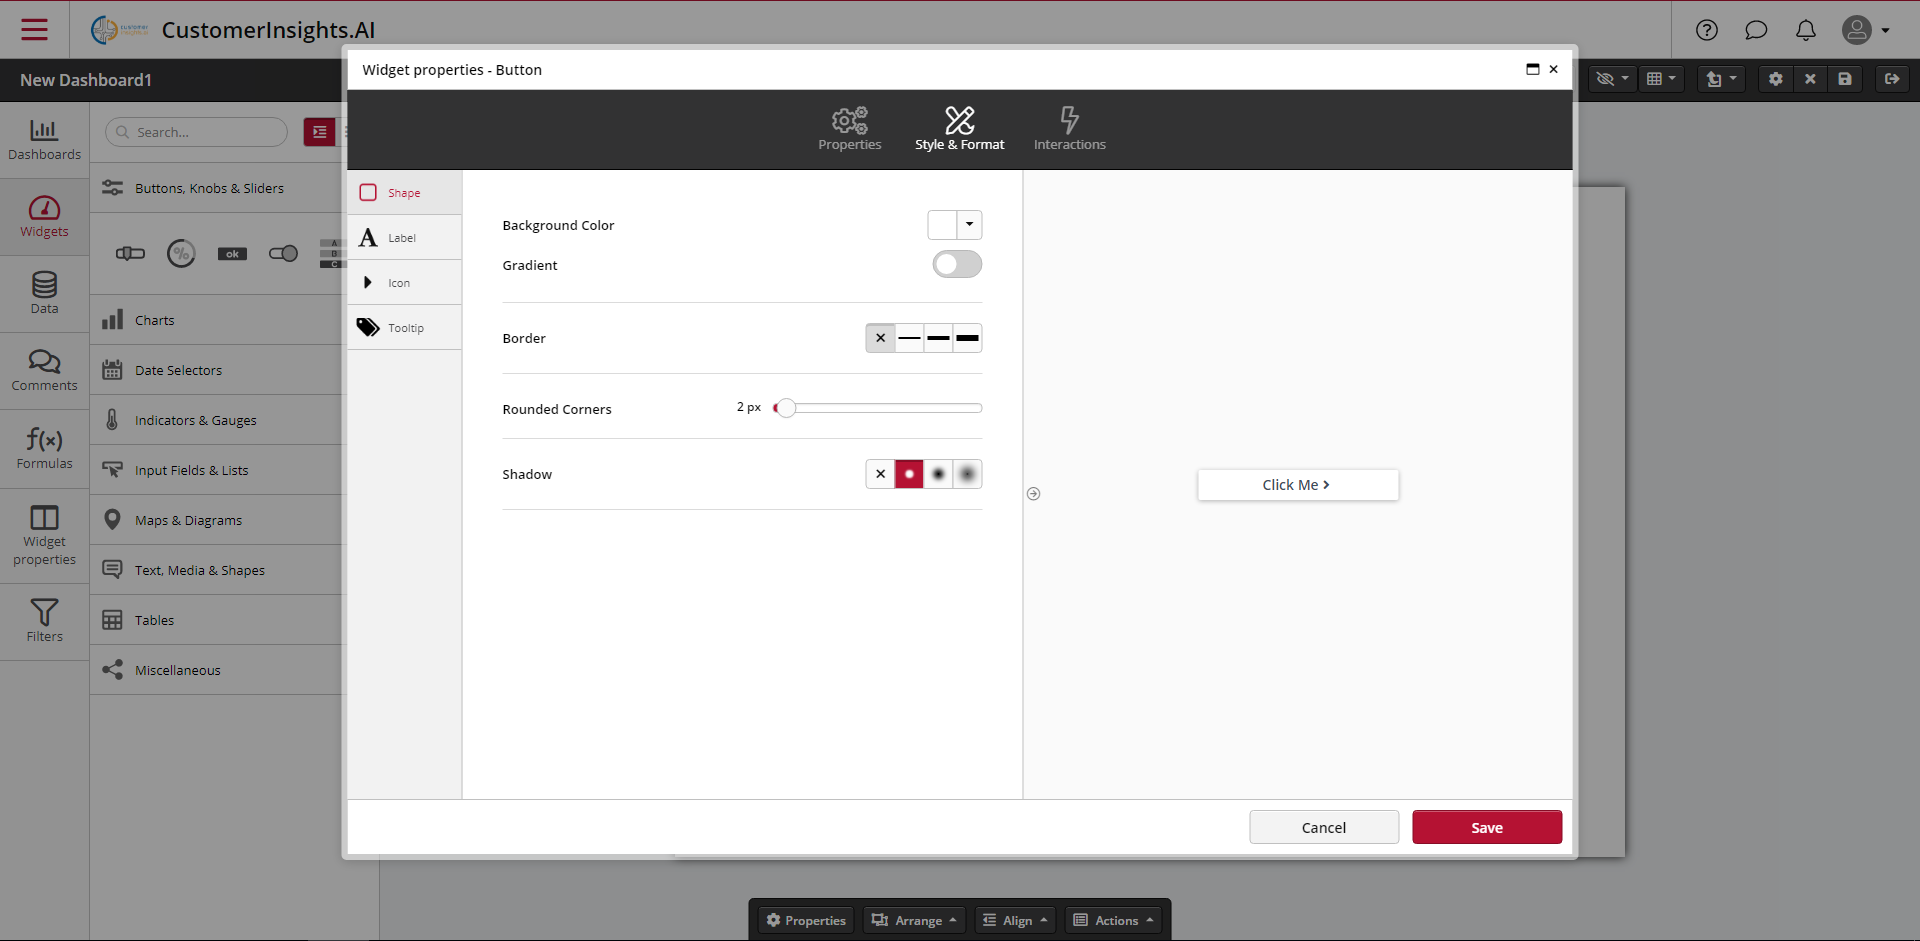 CustomerInsights.AI
New Dashboard1
Dashboards
Widgets
Data
Comments
f(x)
Formulas
Widget
properties
Filters
Search...
Buttons, Knobs & Sliders
%
ok
A
B
C
Charts
Date Selectors
Indicators & Gauges
Input Fields & Lists
Maps & Diagrams
Text, Media & Shapes
Tables
Miscellaneous
Widget properties - Button
Properties
Style & Format
Interactions
Shape
A Label
Icon
Tooltip
Background Color
Gradient
Border
Rounded Corners
2 px
Shadow
Click Me
Cancel
Save
Properties
Arrange
Align
Actions